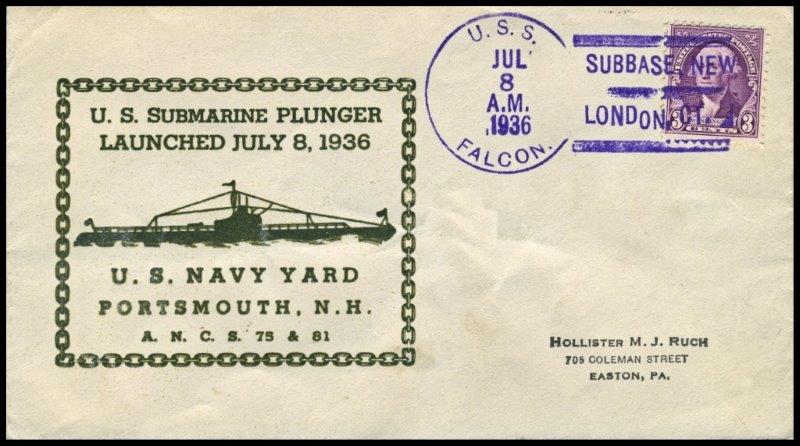 U. S. SUBMARINE PLUNGER
LAUNCHED JULY 8, 1936
U. S. NAVY YARD
PORTSMOUTH, N.H.
A. N. C. S. 75 & 81
U. S. S.
JUL
8
A.M.
1936
FALCON.
SUBBASE NEW
LONDON
3
3
HOLLISTER M. J. RUCH
705 COLEMAN STREET
EASTON, PA.